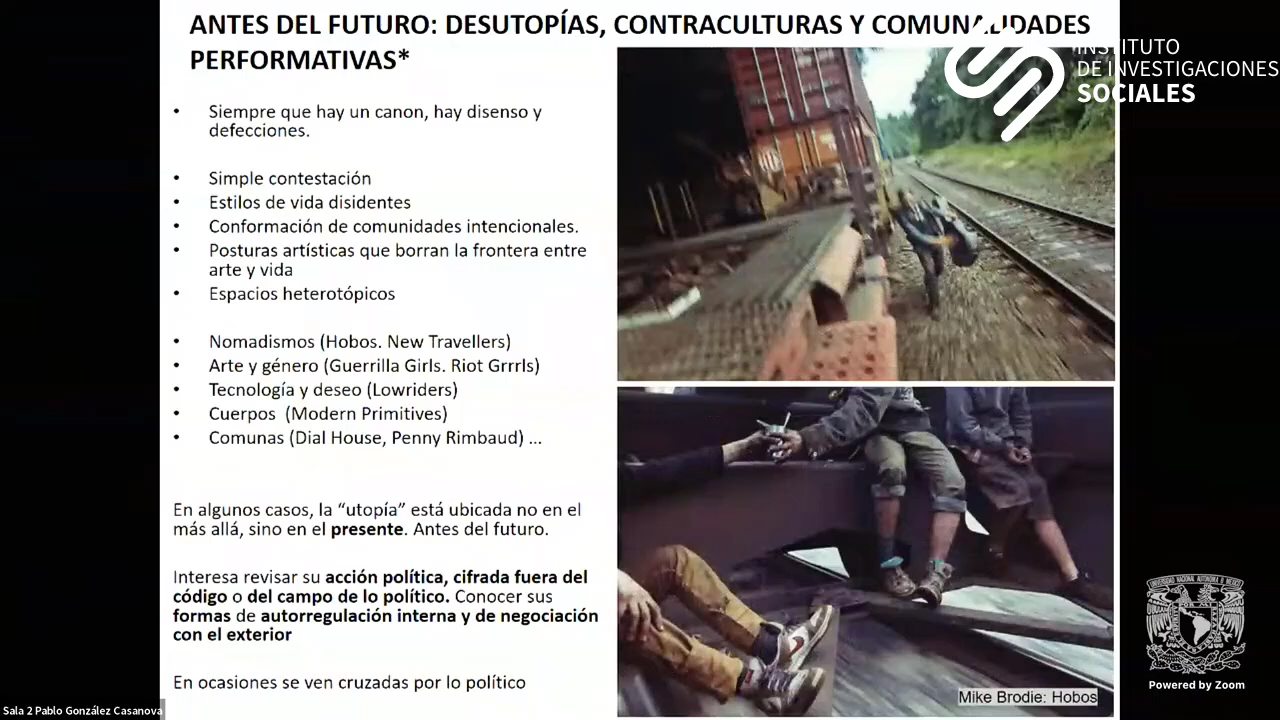 ANTES DEL FUTURO: DESUTOPÍAS, CONTRACULTURAS Y COMUNALIDADES
PERFORMATIVAS*
INSTITUTO
DE INVESTIGACIONES
SOCIALES
• Siempre que hay un canon, hay disenso y
defecciones.
• Simple contestación
• Estilos de vida disidentes
• Conformación de comunidades intencionales.
• Posturas artísticas que borran la frontera entre
arte y vida
• Espacios heterotópicos
• Nomadismos (Hobos. New Travellers)
• Arte y género (Guerrilla Girls. Riot Grrrls)
• Tecnología y deseo (Lowriders)
• Cuerpos (Modern Primitives)
• Comunas (Dial House, Penny Rimbaud) ...
En algunos casos, la “utopía” está ubicada no en el
más allá, sino en el presente. Antes del futuro.
Interesa revisar su acción política, cifrada fuera del
código o del campo de lo político. Conocer sus
formas de autorregulación interna y de negociación
con el exterior
En ocasiones se ven cruzadas por lo político
Mike Brodie: Hobos
Powered by Zoom
Sala 2 Pablo González Casanova